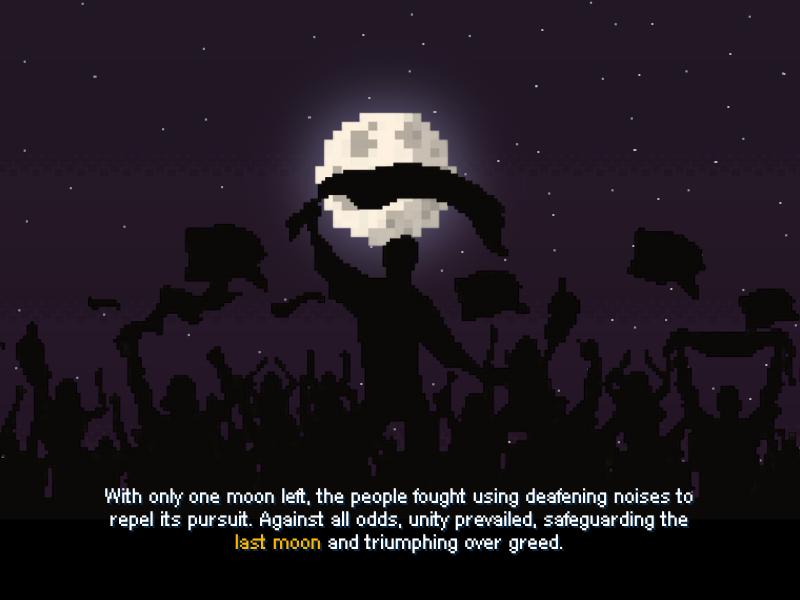 With only one moon left, the people fought using deafening noises to
repel its pursuit. Against all odds, unity prevailed, safeguarding the
last moon and triumphing over greed.